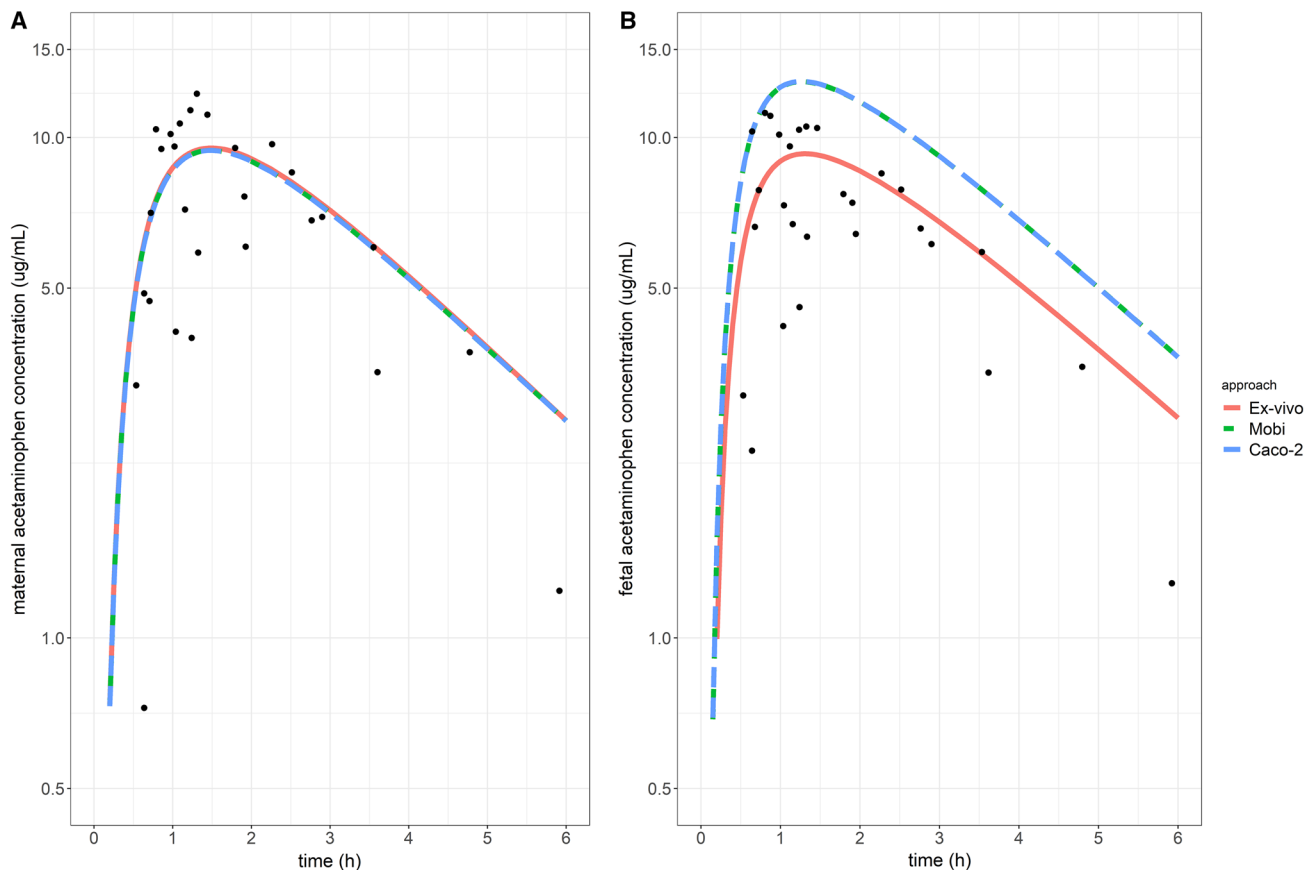 A
maternal acetaminophen concentration (ug/mL)
15.0
10.0
5.0
1.0
0.5
0 1 2 3 4 5 6
time (h)
B
fetal acetaminophen concentration (ug/mL)
15.0
10.0
5.0
1.0
0.5
0 1 2 3 4 5 6
time (h)
approach
Ex-vivo
Mobi
Caco-2